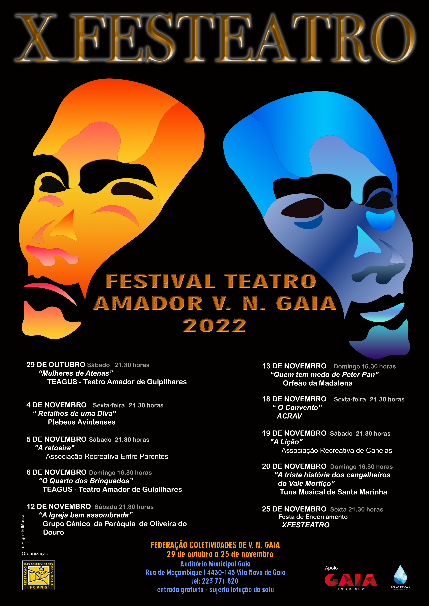 X FESTEATRO
FESTIVAL TEATRO
AMADOR V. N. GAIA
2022
29 DE OUTUBRO Sábado 21.30 horas
"Mulheres de Atenas"
TEAGUS - Teatro Amador de Gulpilhares
4 DE NOVEMBRO Sexta-feira 21.30 horas
"Retalhos de uma Diva"
Plebeus Avintenses
5 DE NOVEMBRO Sábado 21.30 horas
"A ratoeira"
Associação Recreativa Entre Parentes
6 DE NOVEMBRO Domingo 16.30 horas
"O Quarto dos Brinquedos"
TEAGUS - Teatro Amador de Gulpilhares
12 DE NOVEMBRO Sábado 21.30 horas
"A Igreja bem assombrada"
Grupo Cénico da Paróquia de Oliveira do
Douro
13 DE NOVEMBRO Domingo 16.30 horas
"Quem tem medo de Peter Pan"
Orfeão da Madalena
18 DE NOVEMBRO Sexta-feira 21.30 horas
"O Convento"
ACRAV
19 DE NOVEMBRO Sábado 21.30 horas
"A Lição"
Associação Recreativa de Canelas
20 DE NOVEMBRO Domingo 16.30 horas
"A triste história dos cangalheiros
do Vale Mortiço"
Tuna Musical de Santa Marinha
25 DE NOVEMBRO Sexta 21.30 horas
Festa de Encerramento
XFESTEATRO
FEDERAÇÃO COLETIVIDADES DE V. N. GAIA
29 de outubro a 25 de novembro
Auditório Municipal Gaia
Rua de Moçambique | 4430-145 Vila Nova de Gaia
tel: 223 771 820
entrada gratuita - sujeita lotação da sala
Apoio
GAIA